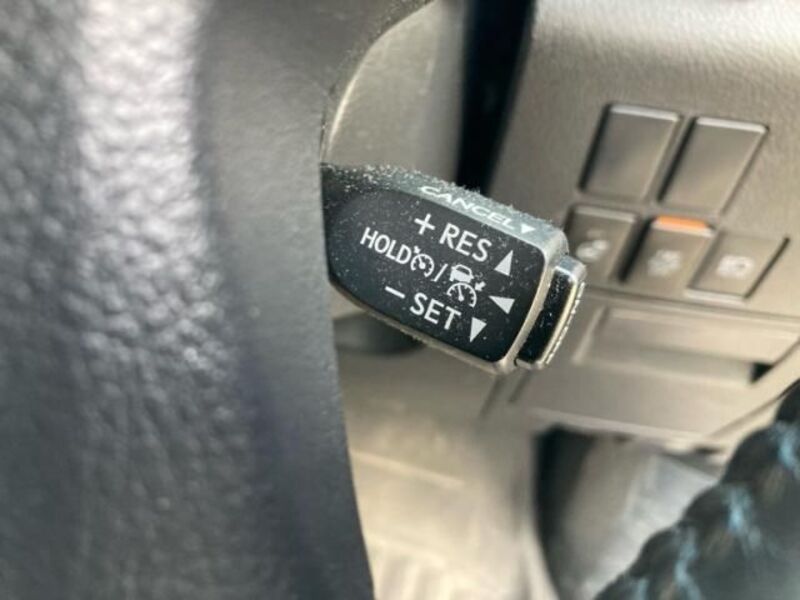 CANCEL▼
+ RES ▲
HOLD /
- SET ▼